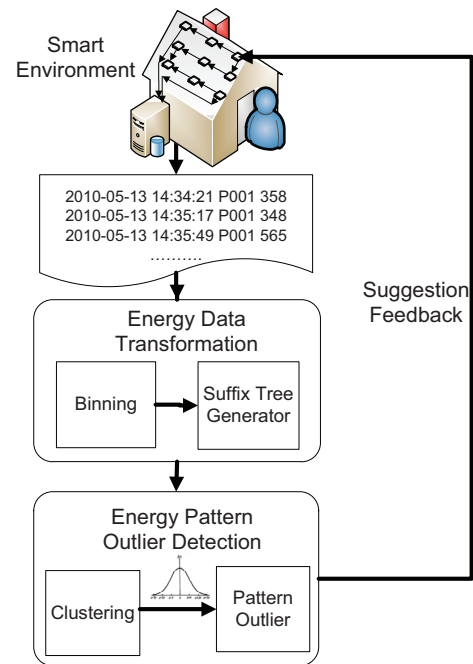 Smart
Environment
2010-05-13 14:34:21 P001 358
2010-05-13 14:35:17 P001 348
2010-05-13 14:35:49 P001 565
..........
Suggestion
Feedback
Energy Data
Transformation
Binning
Suffix Tree
Generator
Energy Pattern
Outlier Detection
Clustering
Pattern
Outlier